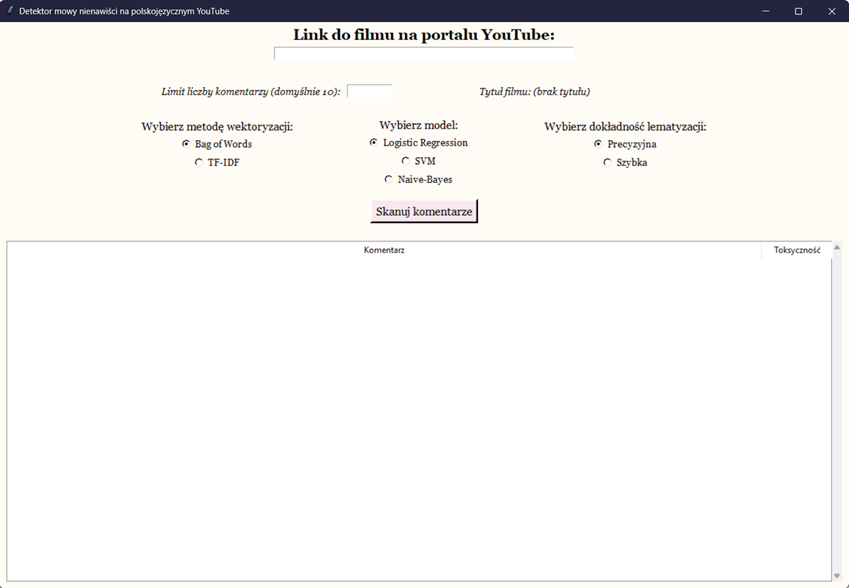 Detektor mowy nienawiści na polskojęzycznym YouTube
Link do filmu na portalu YouTube:
Limit liczby komentarzy (domyślnie 10):
Tytuł filmu: (brak tytułu)
Wybierz metodę wektoryzacji:
Bag of Words
TF-IDF
Wybierz model:
Logistic Regression
SVM
Naive-Bayes
Wybierz dokładność lematyzacji:
Precyzyjna
Szybka
Skanuj komentarze
Komentarz
Toksyczność